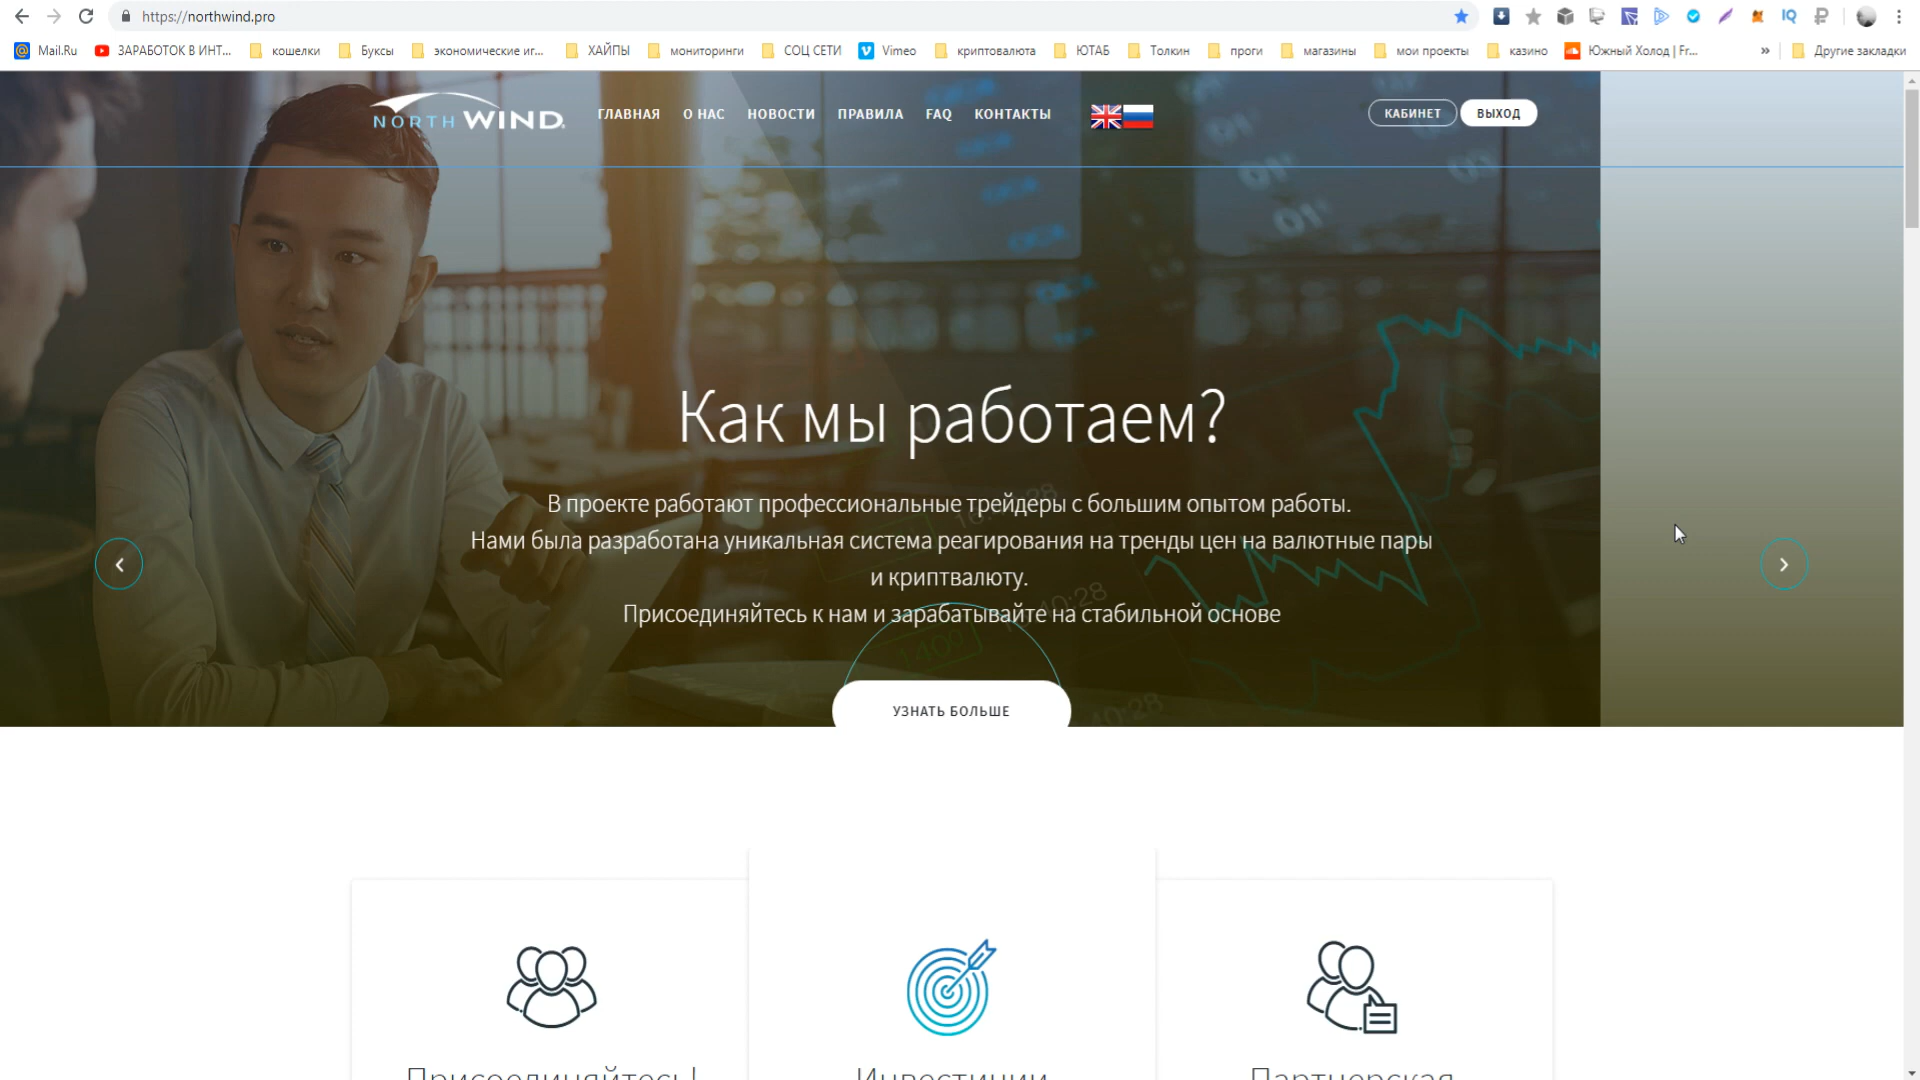 https://northwind.pro
Mail.Ru
ЗАРАБОТОК В ИНТ...
кошелки
Буксы
экономические иг...
ХАЙПЫ
мониторинги
СОЦ СЕТИ
Vimeo
криптовалюта
ЮТАБ
Толкин
проги
магазины
мои проекты
казино
Южный Холод | Fr...
»
Другие закладки
NORTH WIND
ГЛАВНАЯ
О НАС
НОВОСТИ
ПРАВИЛА
FAQ
КОНТАКТЫ
КАБИНЕТ
ВЫХОД
Как мы работаем?
В проекте работают профессиональные трейдеры с большим опытом работы.
Нами была разработана уникальная система реагирования на тренды цен на валютные пары
и криптвалюту.
Присоединяйтесь к нам и зарабатывайте на стабильной основе
УЗНАТЬ БОЛЬШЕ
Присоединяйтесь!
Инвестиции
Партнерская